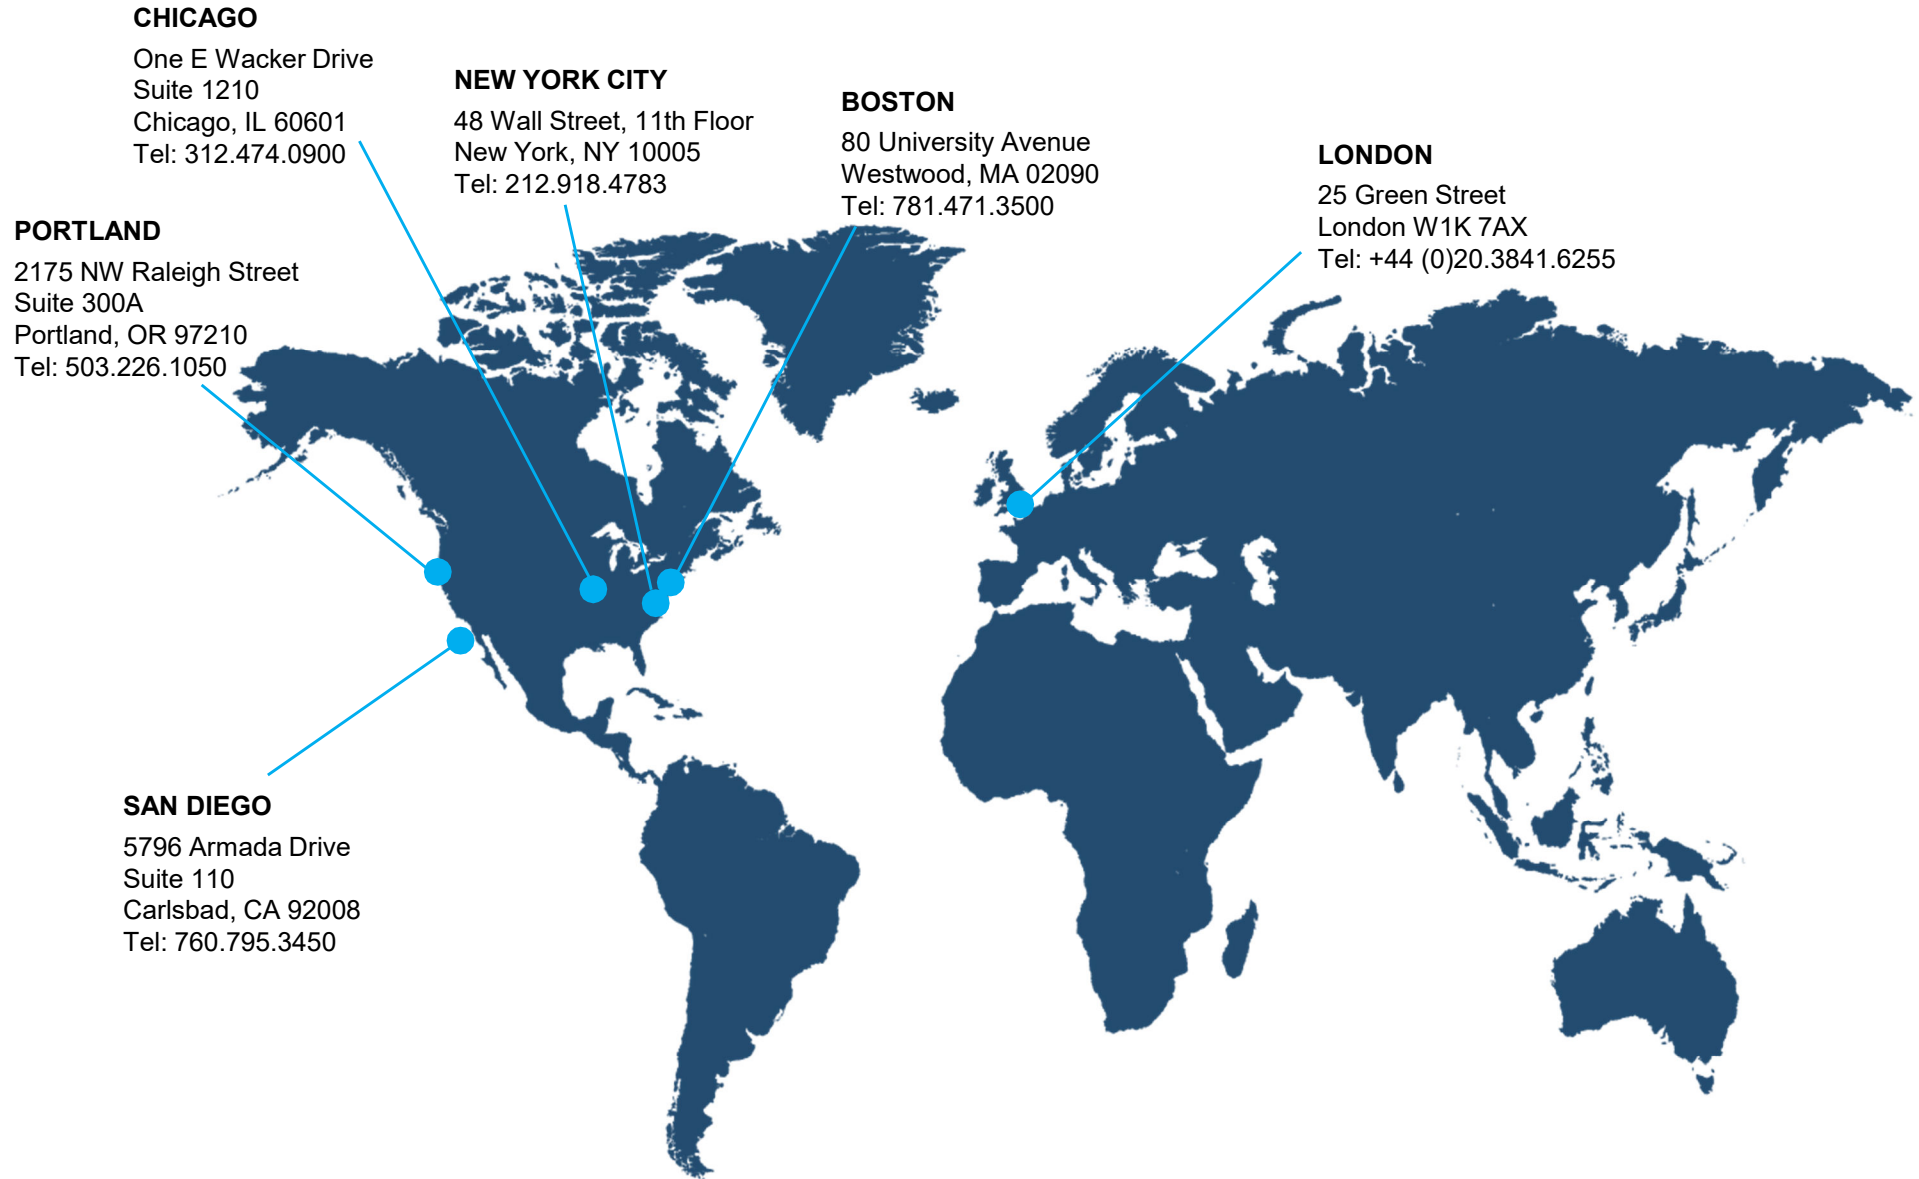 CHICAGO
One E Wacker Drive
Suite 1210
Chicago, IL 60601
Tel: 312.474.0900
NEW YORK CITY
48 Wall Street, 11th Floor
New York, NY 10005
Tel: 212.918.4783
BOSTON
80 University Avenue
Westwood, MA 02090
Tel: 781.471.3500
LONDON
25 Green Street
London W1K 7AX
Tel: +44 (0)20.3841.6255
PORTLAND
2175 NW Raleigh Street
Suite 300A
Portland, OR 97210
Tel: 503.226.1050
SAN DIEGO
5796 Armada Drive
Suite 110
Carlsbad, CA 92008
Tel: 760.795.3450